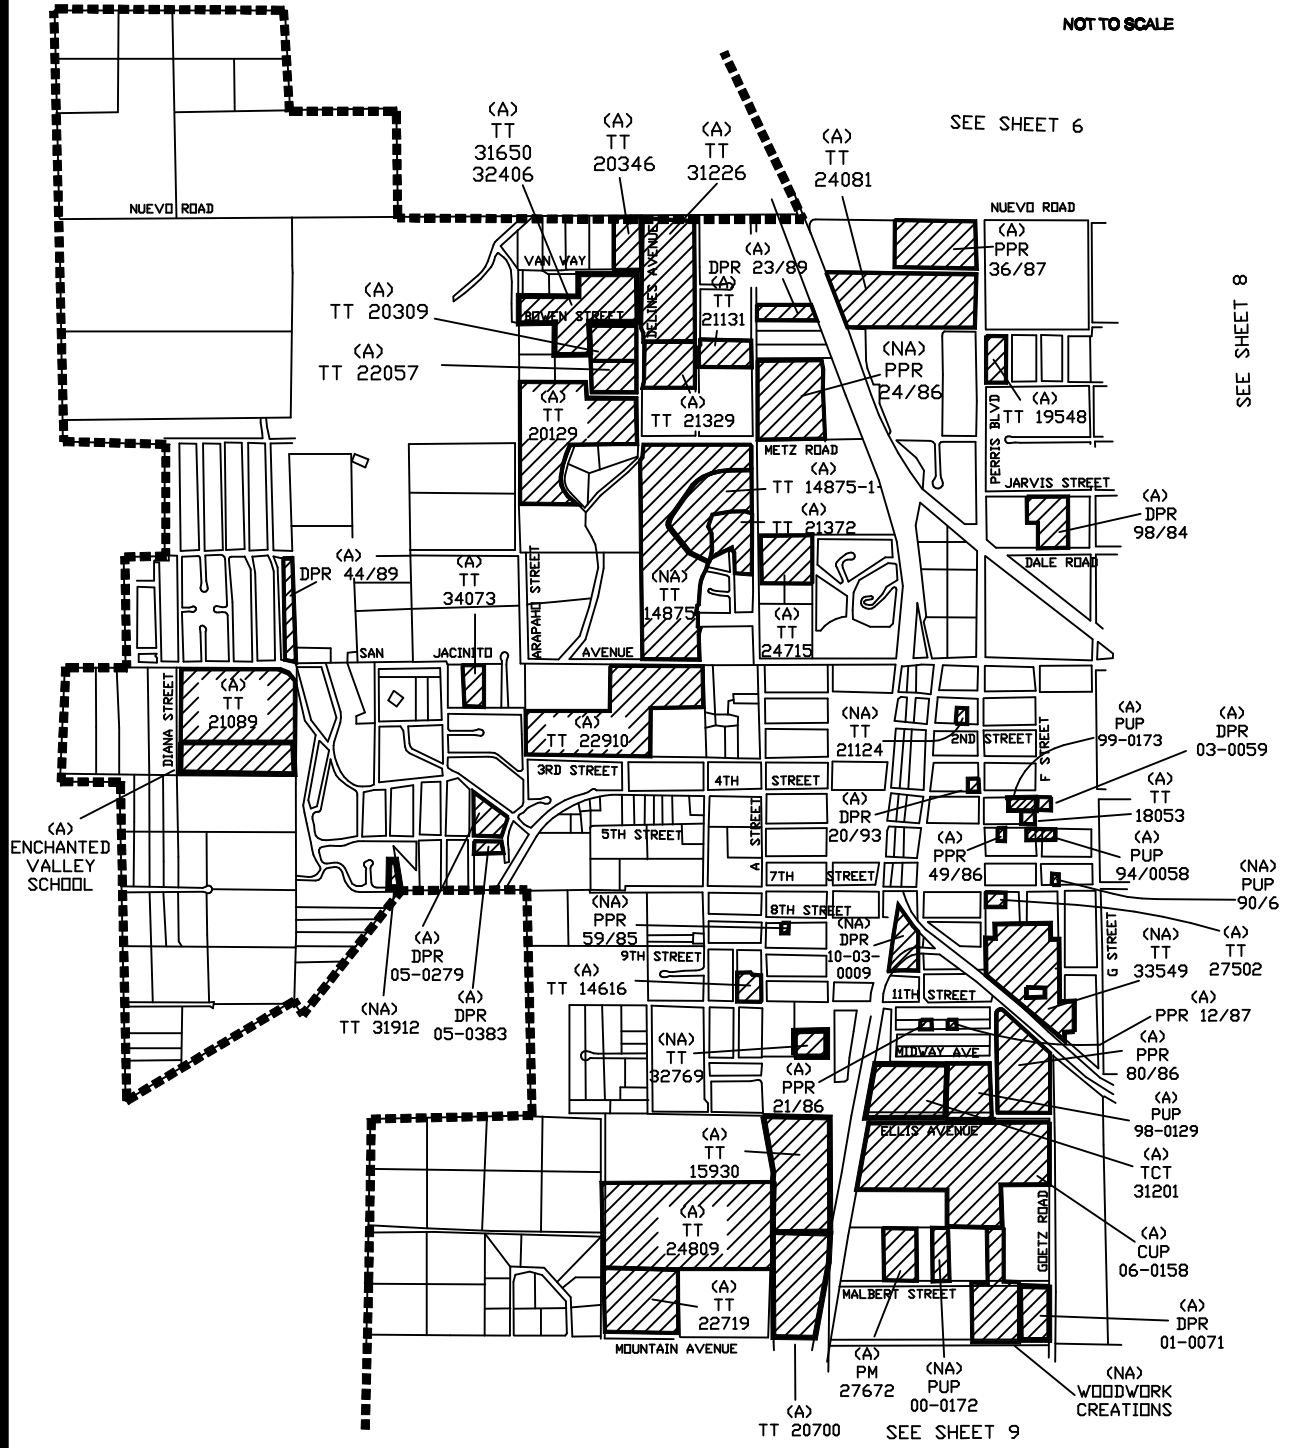 NOT TO SCALE
SEE SHEET 6
(A)
TT
31650
32406
(A)
TT
20346
(A)
TT
31226
(A)
TT
24081
NUEVO ROAD
NUEVO ROAD
(A)
PPR
36/87
VAN WAY
DELINES AVENUE
(A)
DPR 23/89
(A)
TT
21131
(A)
TT 20309
BOWEN STREET
SEE SHEET 8
(A)
TT 22057
(NA)
PPR
24/86
(A)
TT
20129
(A)
TT 21329
(A)
TT 19548
PERRIS BLVD
METZ ROAD
(A)
TT 14875-1
JARVIS STREET
(A)
DPR
98/84
(A)
TT 21372
DALE ROAD
(A)
DPR 44/89
(A)
TT
34073
ARAPAHO STREET
(NA)
TT
14875
(A)
TT
24715
SAN
JACINITO
AVENUE
DIANA STREET
(A)
TT
21089
(A)
TT 22910
(NA)
TT
21124
2ND STREET
F STREET
(A)
PUP
99-0173
(A)
DPR
03-0059
3RD STREET
4TH
STREET
(A)
TT
18053
(A)
DPR
20/93
5TH STREET
A STREET
(A)
PPR
49/86
(A)
PUP
94/0058
(A)
ENCHANTED
VALLEY
SCHOOL
7TH
STREET
(NA)
PUP
90/6
8TH STREET
(NA)
PPR
59/85
(NA)
DPR
10-03-
0009
G STREET
(NA)
TT
33549
(A)
TT
27502
(A)
DPR
05-0279
9TH STREET
(A)
TT 14616
11TH STREET
(A)
PPR 12/87
(NA)
TT 31912
(A)
DPR
05-0383
(NA)
TT
32769
MIDWAY AVE
(A)
PPR
80/86
(A)
PPR
21/86
(A)
PUP
98-0129
ELLIS AVENUE
(A)
TT
15930
(A)
TCT
31201
(A)
TT
24809
GOETZ ROAD
(A)
CUP
06-0158
(A)
TT
22719
MALBERT STREET
(A)
DPR
01-0071
MOUNTAIN AVENUE
(A)
PM
27672
(NA)
PUP
00-0172
(NA)
WOODWORK
CREATIONS
(A)
TT 20700
SEE SHEET 9